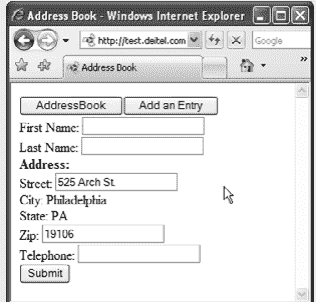 Address Book - Windows Internet Explorer
http://test.deitel.com
Google
Address Book
AddressBook Add an Entry
First Name:
Last Name:
Address:
Street: 525 Arch St.
City: Philadelphia
State: PA
Zip: 19106
Telephone:
Submit